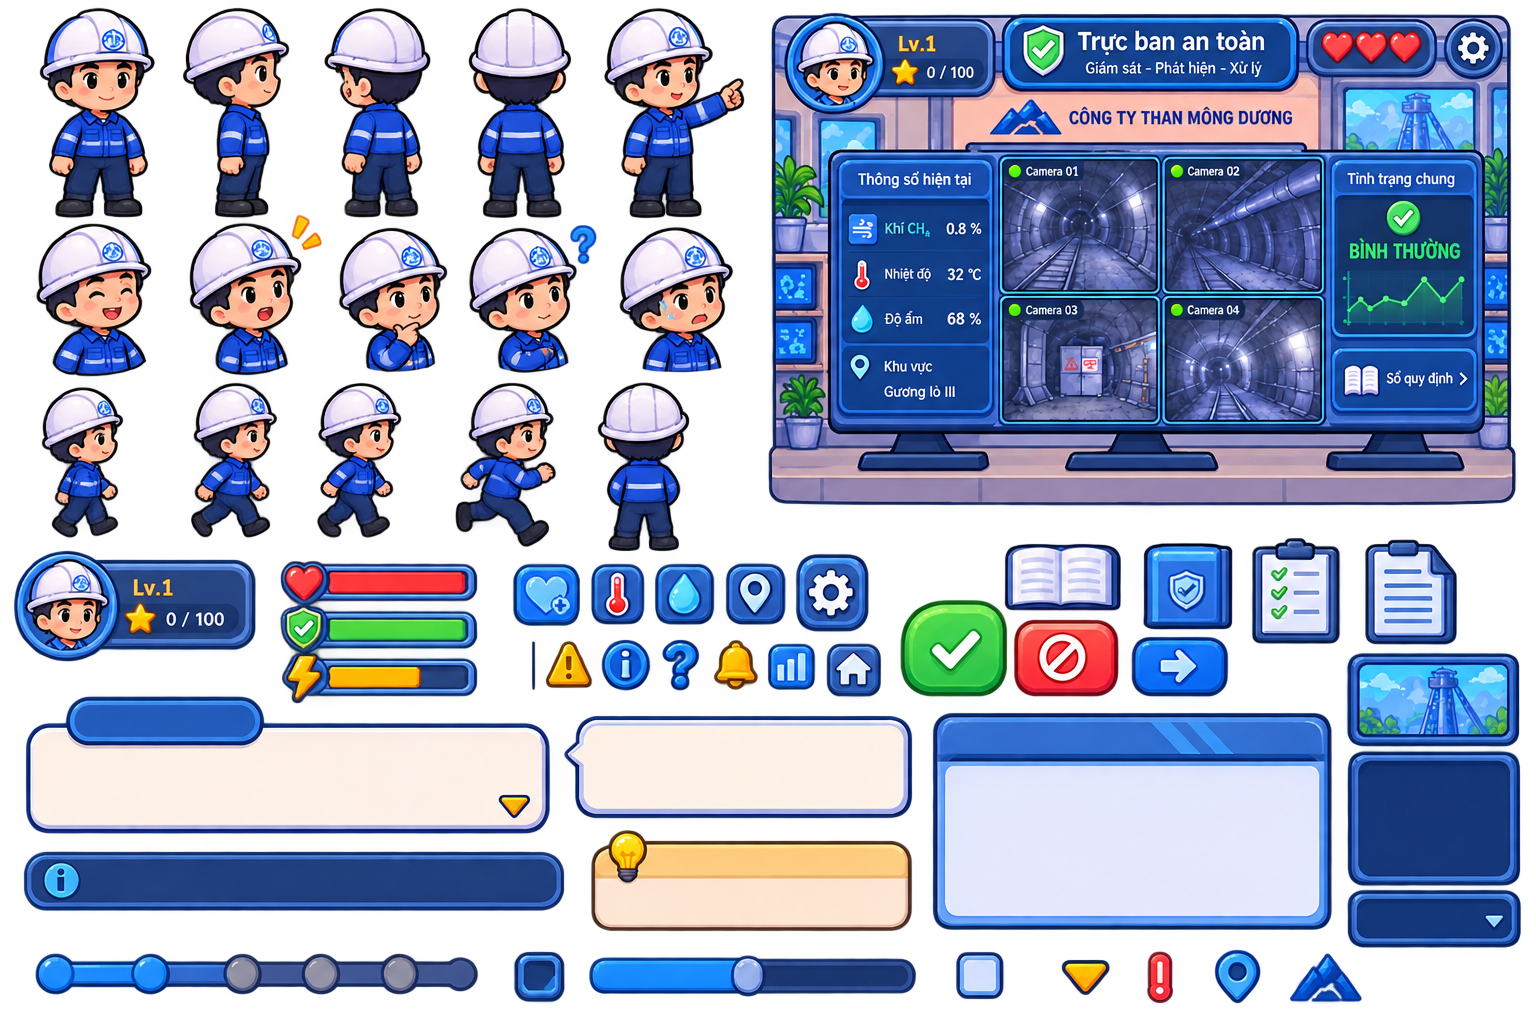 Lv.1
0 / 100
Trực ban an toàn
Giám sát - Phát hiện - Xử lý
CÔNG TY THAN MÔNG DƯƠNG
Thông số hiện tại
Khí CH₄ 0.8 %
Nhiệt độ 32 °C
Độ ẩm 68 %
Khu vực
Gương lò III
Camera 01
Camera 02
Camera 03
Camera 04
Tình trạng chung
BÌNH THƯỜNG
Sổ quy định
Lv.1
0 / 100